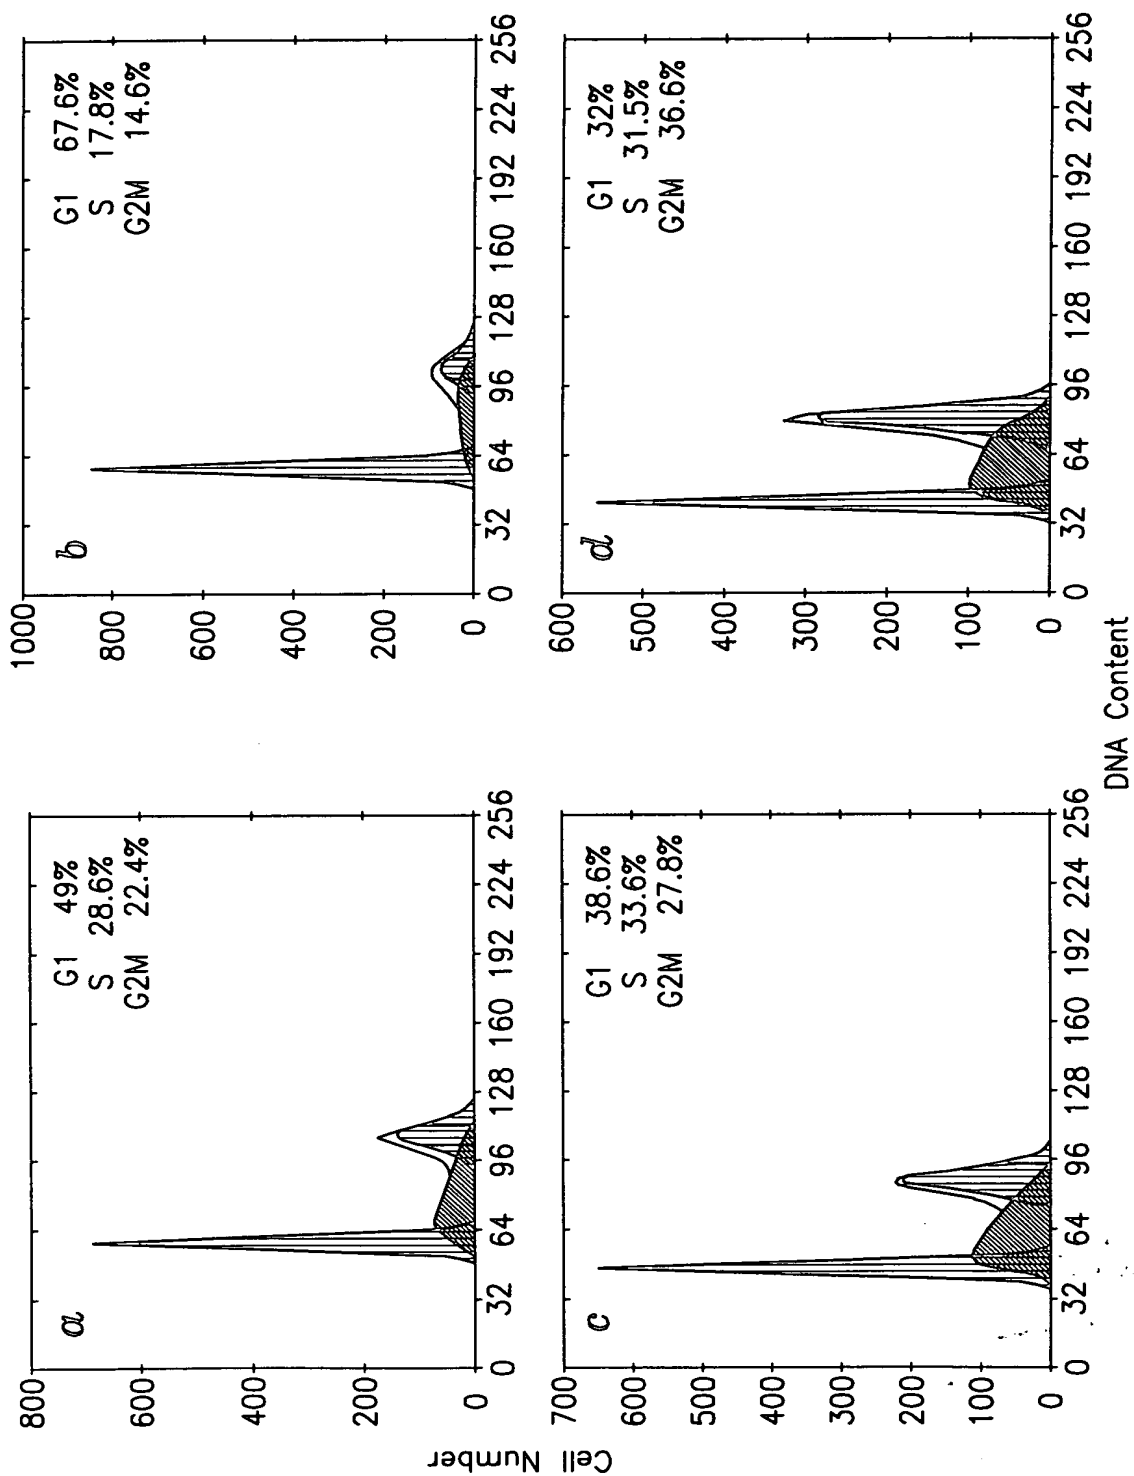 a
G1 49%
S 28.6%
G2M 22.4%
800
600
400
200
0
0 32 64 96 128 160 192 224 256
b
G1 67.6%
S 17.8%
G2M 14.6%
1000
800
600
400
200
0
0 32 64 96 128 160 192 224 256
c
G1 38.6%
S 33.6%
G2M 27.8%
700
600
500
400
300
200
100
0
0 32 64 96 128 160 192 224 256
d
G1 32%
S 31.5%
G2M 36.6%
600
500
400
300
200
100
0
0 32 64 96 128 160 192 224 256
Cell Number
DNA Content